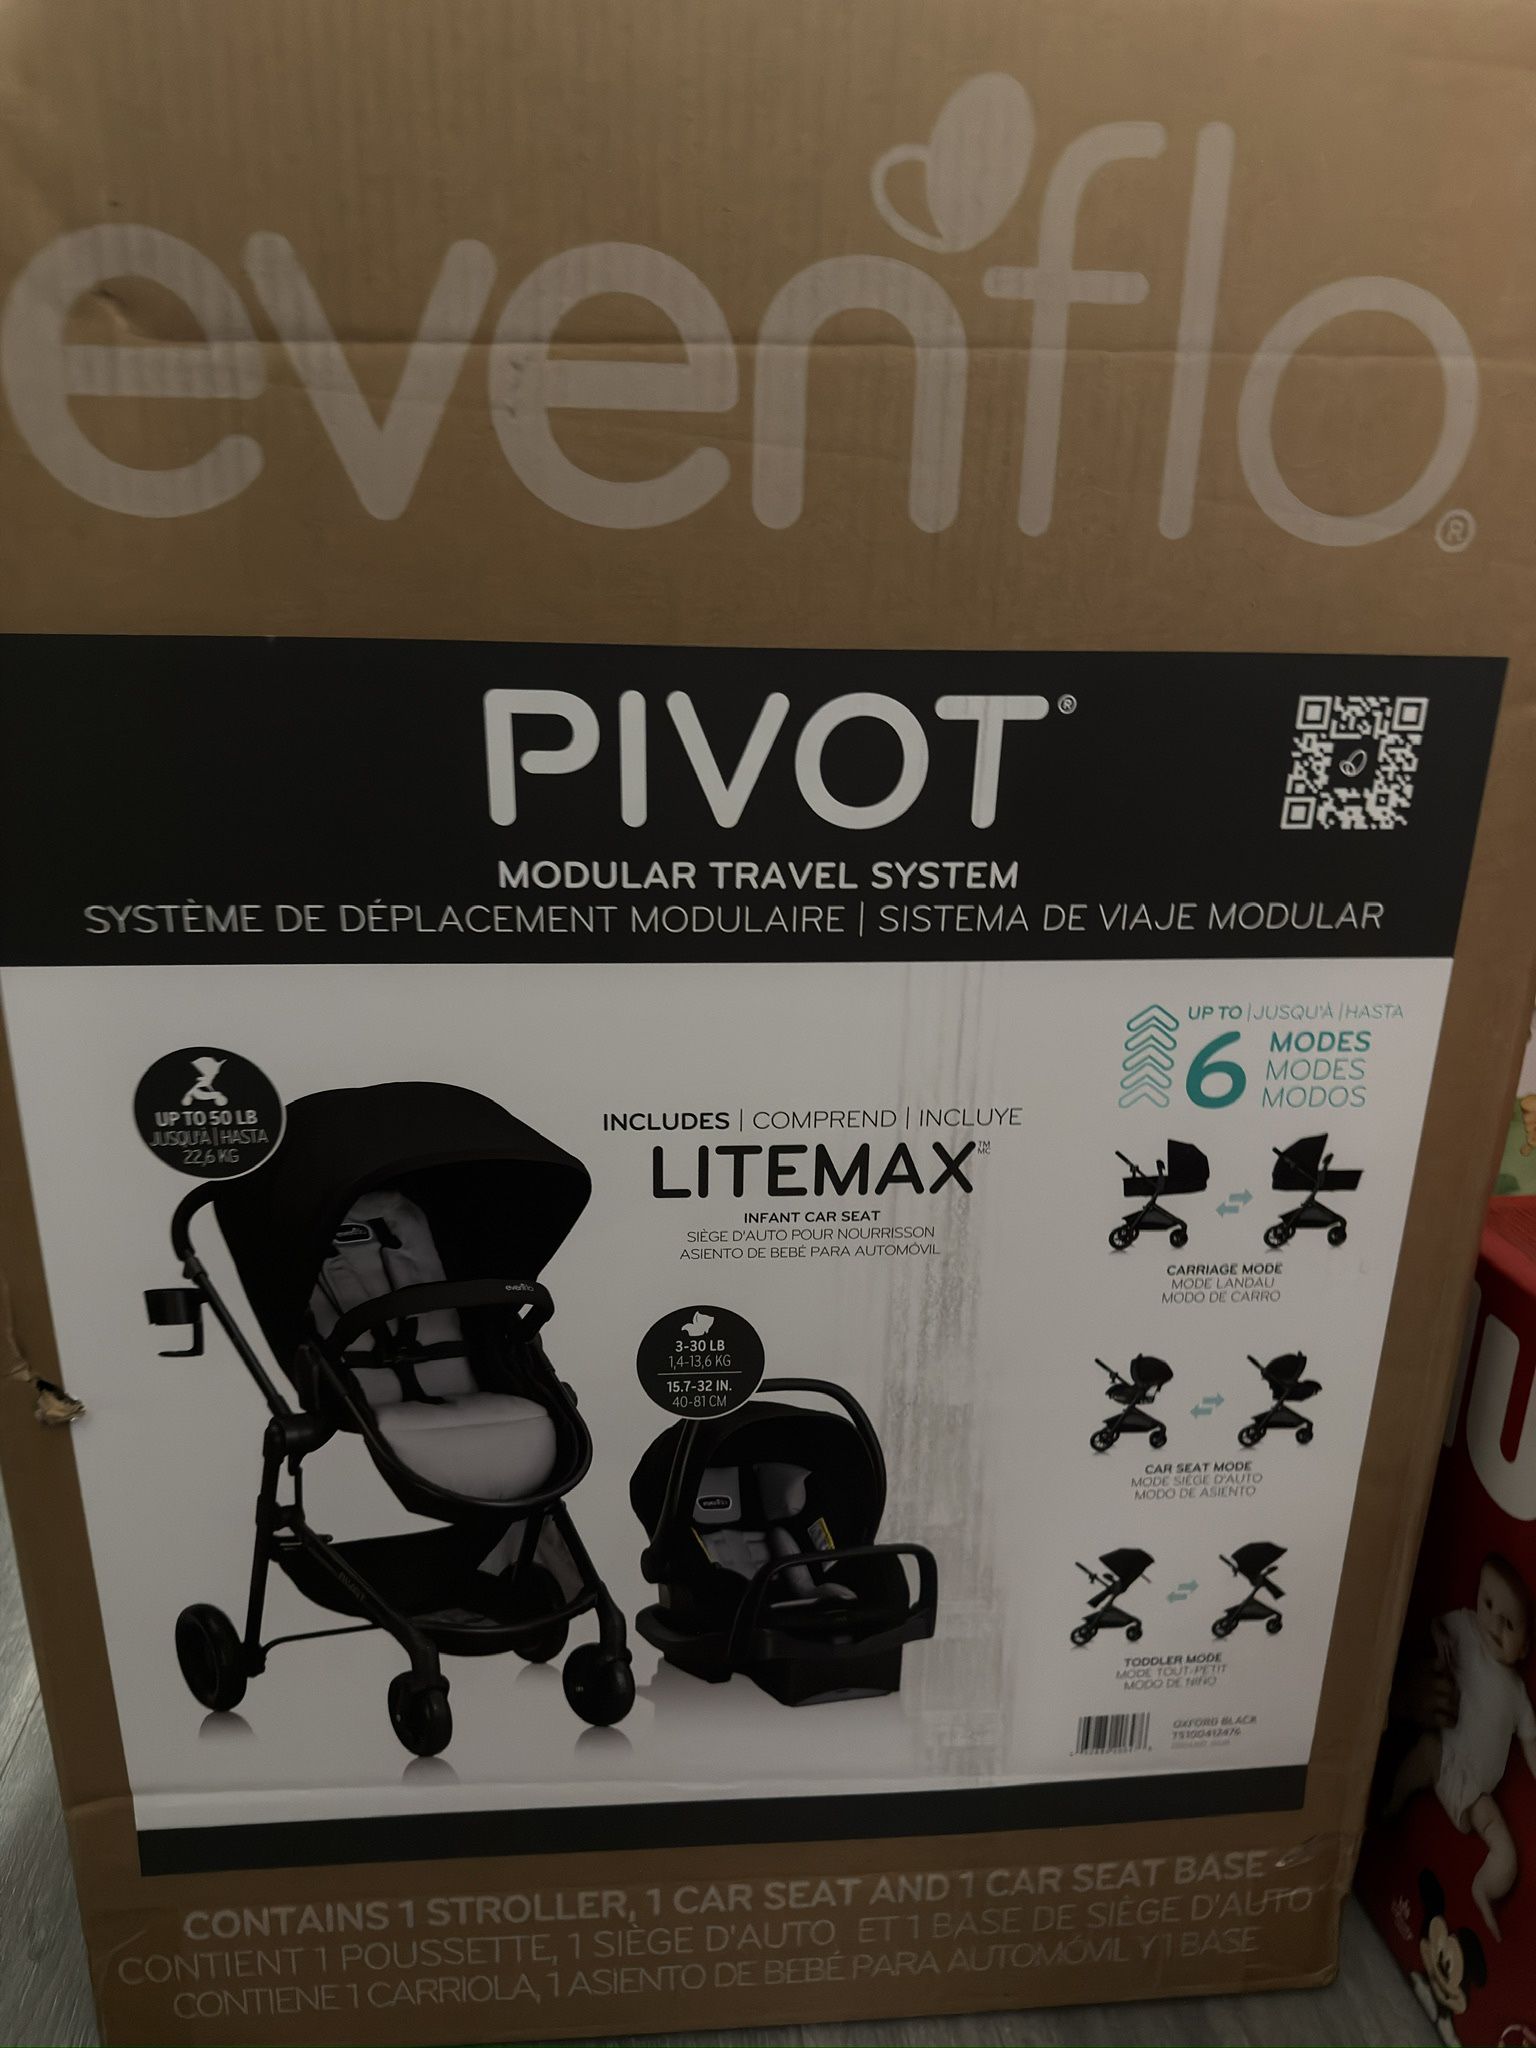 evenflo®
PIVOT®
MODULAR TRAVEL SYSTEM
SYSTÈME DE DÉPLACEMENT MODULAIRE | SISTEMA DE VIAJE MODULAR
UP TO 50 LB
JUSQU'À | HASTA
22,6 KG
INCLUDES | COMPREND | INCLUYE
LITEMAX™ MC
INFANT CAR SEAT
SIÈGE D'AUTO POUR NOURRISSON
ASIENTO DE BEBÉ PARA AUTOMÓVIL
3-30 LB
1,4-13,6 KG
15.7-32 IN.
40-81 CM
evenflo
evenflo
evenflo
UP TO | JUSQU'À | HASTA
6 MODES
MODES
MODOS
CARRIAGE MODE
MODE LANDAU
MODO DE CARRO
CAR SEAT MODE
MODE SIÈGE D'AUTO
MODO DE ASIENTO
TODDLER MODE
MODE TOUT-PETIT
MODO DE NIÑO
OXFORD BLACK
CONTAINS 1 STROLLER, 1 CAR SEAT AND 1 CAR SEAT BASE
CONTIENT 1 POUSSETTE, 1 SIÈGE D'AUTO ET 1 BASE DE SIÈGE D'AUTO
CONTIENE 1 CARRIOLA, 1 ASIENTO DE BEBÉ PARA AUTOMÓVIL Y 1 BASE